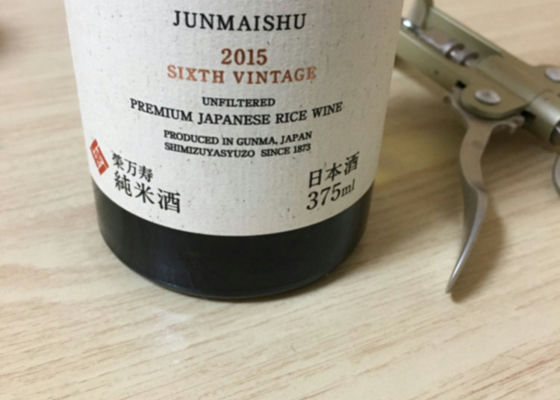 JUNMAISHU
2015
SIXTH VINTAGE
UNFILTERED
PREMIUM JAPANESE RICE WINE
PRODUCED IN GUNMA, JAPAN
SHIMIZUYASYUZO SINCE 1873
栄万寿
純米酒
日本酒
375ml